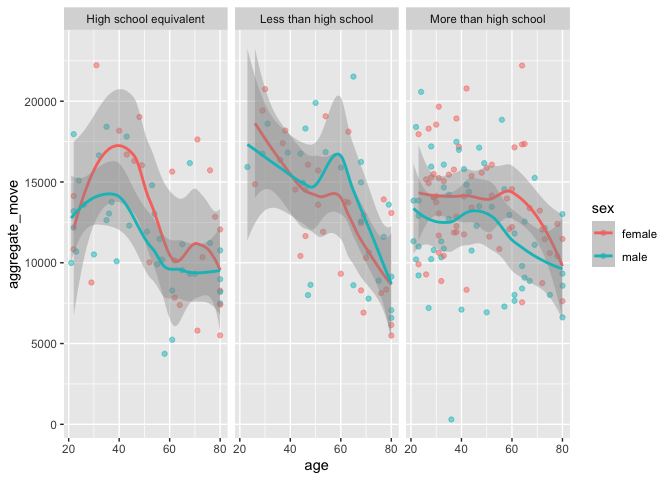 High school equivalent Less than high school More than high school
20000
15000
10000
5000
0
aggregate_move
20 40 60 80 20 40 60 80 20 40 60 80
age
sex
female
male